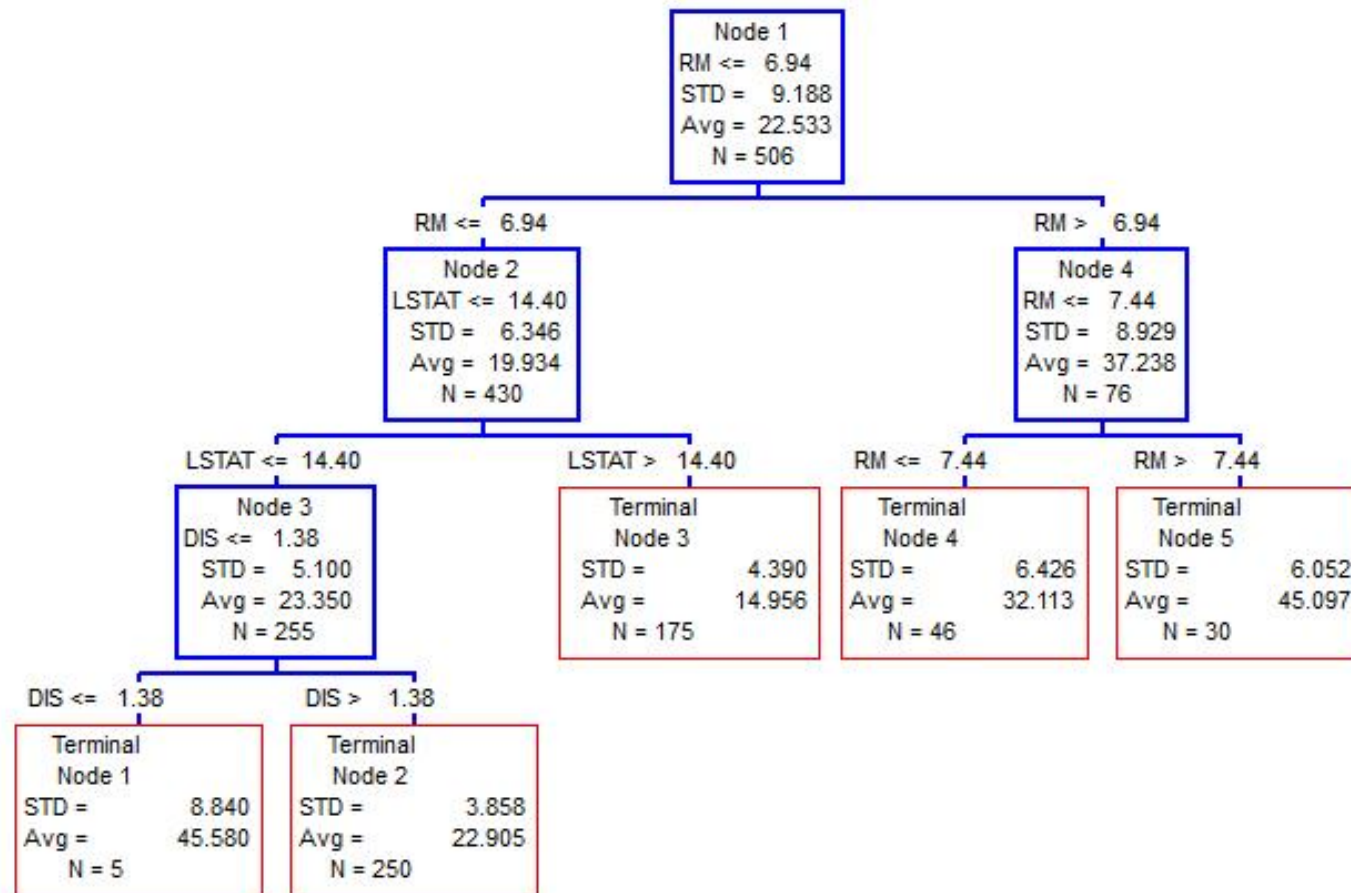 Node 1
RM <= 6.94
STD = 9.188
Avg = 22.533
N = 506
RM <= 6.94
RM > 6.94
Node 2
LSTAT <= 14.40
STD = 6.346
Avg = 19.934
N = 430
Node 4
RM <= 7.44
STD = 8.929
Avg = 37.238
N = 76
LSTAT <= 14.40
LSTAT > 14.40
RM <= 7.44
RM > 7.44
Node 3
DIS <= 1.38
STD = 5.100
Avg = 23.350
N = 255
Terminal
Node 3
STD = 4.390
Avg = 14.956
N = 175
Terminal
Node 4
STD = 6.426
Avg = 32.113
N = 46
Terminal
Node 5
STD = 6.052
Avg = 45.097
N = 30
DIS <= 1.38
DIS > 1.38
Terminal
Node 1
STD = 8.840
Avg = 45.580
N = 5
Terminal
Node 2
STD = 3.858
Avg = 22.905
N = 250